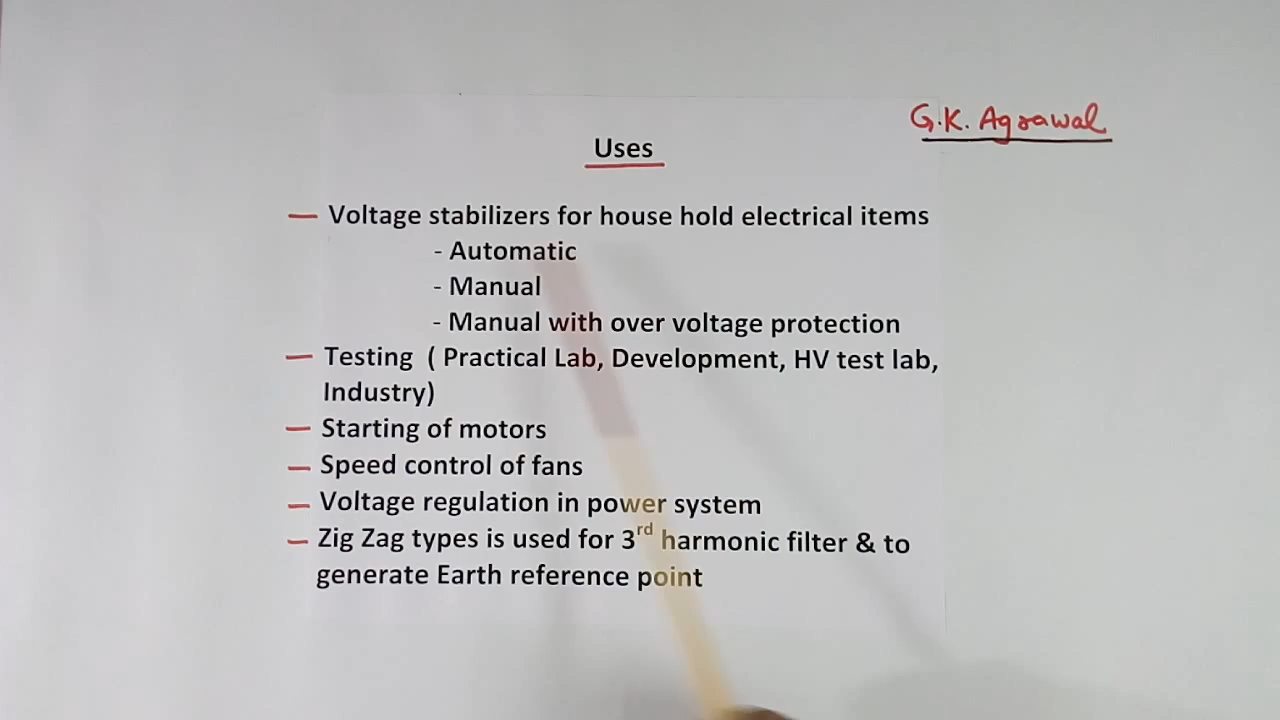 G.K. Agrawal
Uses
— Voltage stabilizers for house hold electrical items
- Automatic
- Manual
- Manual with over voltage protection
— Testing ( Practical Lab, Development, HV test lab,
Industry)
— Starting of motors
— Speed control of fans
— Voltage regulation in power system
— Zig Zag types is used for 3rd harmonic filter & to
generate Earth reference point